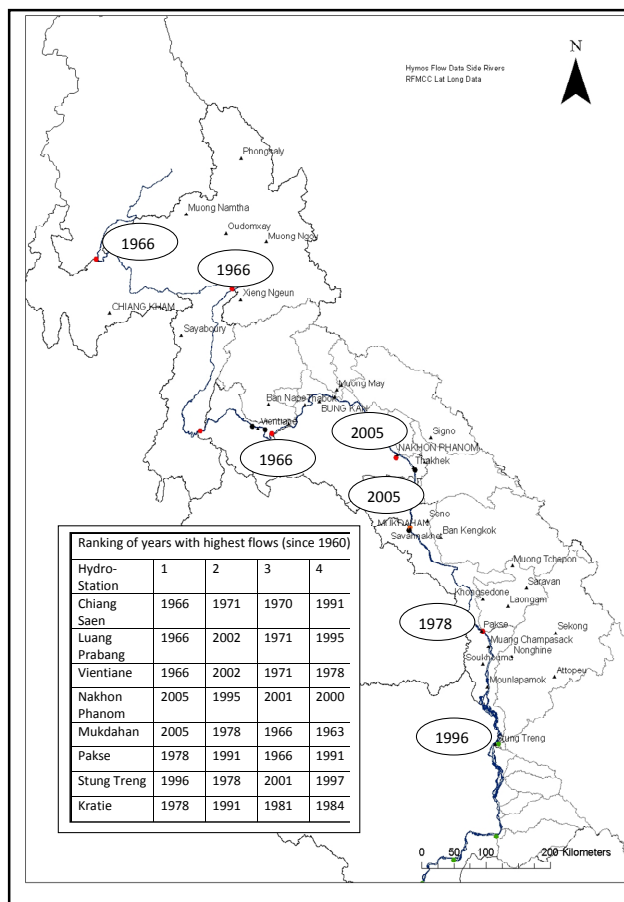 Hymos Flow Data Side Rivers
RFMCC Lat Long Data
N
Phongsaly
Muong Namtha
Oudomxay
Muong Ngoy
1966
1966
Xieng Ngeun
CHIANG KHAM
Sayaboury
Muong May
Ban Nape
BUNG KAN
Vientiane
1966
2005
Signo
NAKHON PHANOM
Thakhek
2005
Seno
MUKDAHAN
Savannakhet
Ban Kengkok
Muong Tchepon
Saravan
Khongsedone
Laongam
1978
Pakse
Sekong
Muang Champasack
Nonghine
Soukhouma
Attopeu
Mounlapamok
1996
Stung Treng
0 50 100 200 Kilometers
Ranking of years with highest flows (since 1960)
Hydro-Station 1 2 3 4
Chiang Saen 1966 1971 1970 1991
Luang Prabang 1966 2002 1971 1995
Vientiane 1966 2002 1971 1978
Nakhon Phanom 2005 1995 2001 2000
Mukdahan 2005 1978 1966 1963
Pakse 1978 1991 1966 1991
Stung Treng 1996 1978 2001 1997
Kratie 1978 1991 1981 1984